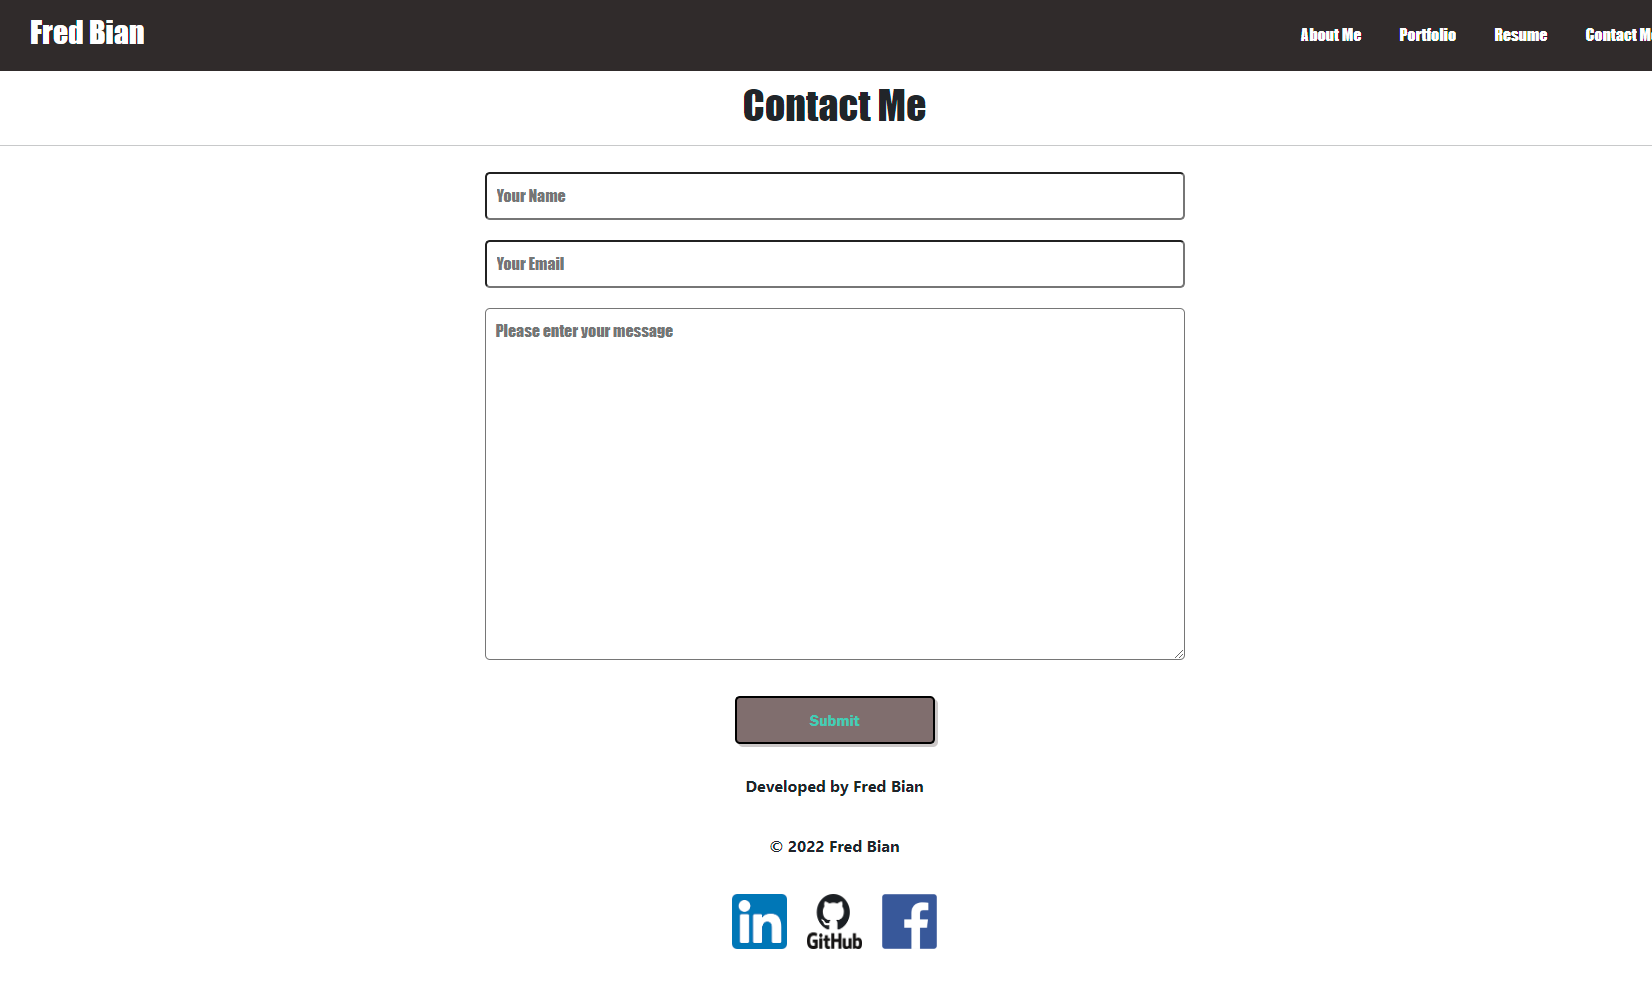 Fred Bian
About Me Portfolio Resume Contact M
Contact Me
Your Name
Your Email
Please enter your message
Submit
Developed by Fred Bian
© 2022 Fred Bian
in GitHub f